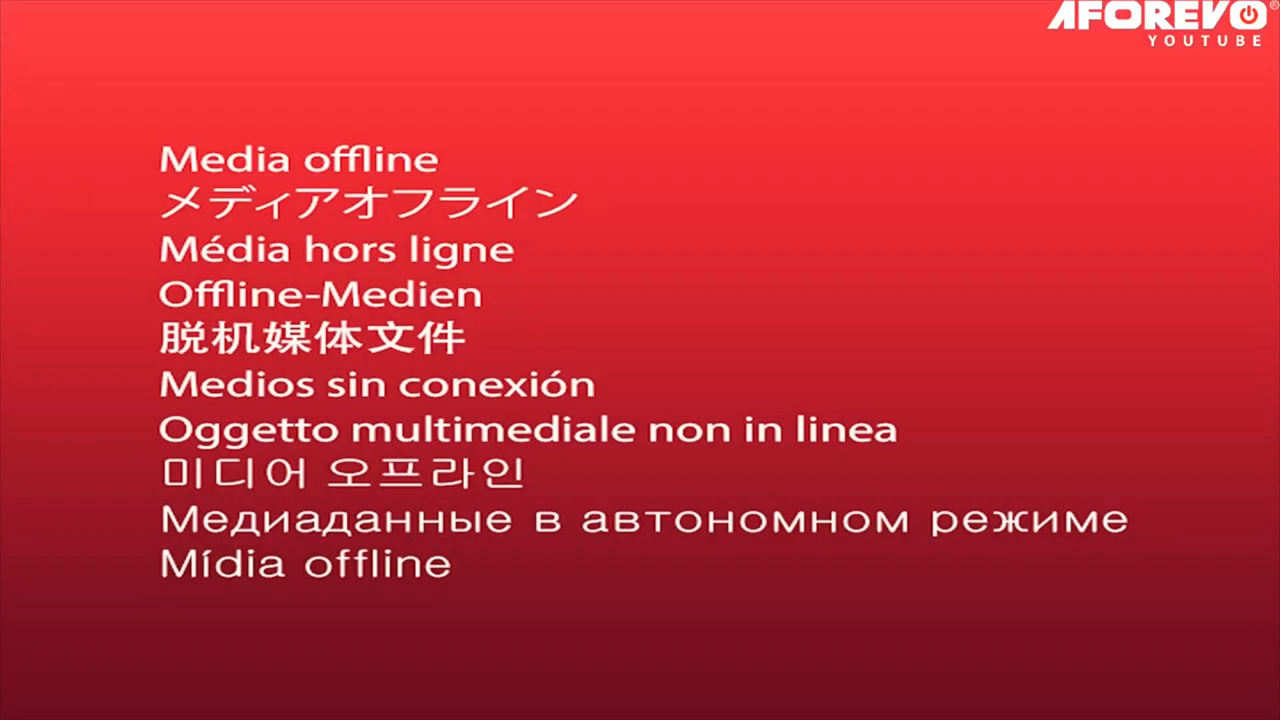 AFOREVO®
YOUTUBE
Media offline
メディアオフライン
Média hors ligne
Offline-Medien
脱机媒体文件
Medios sin conexión
Oggetto multimediale non in linea
미디어 오프라인
Медиаданные в автономном режиме
Mídia offline